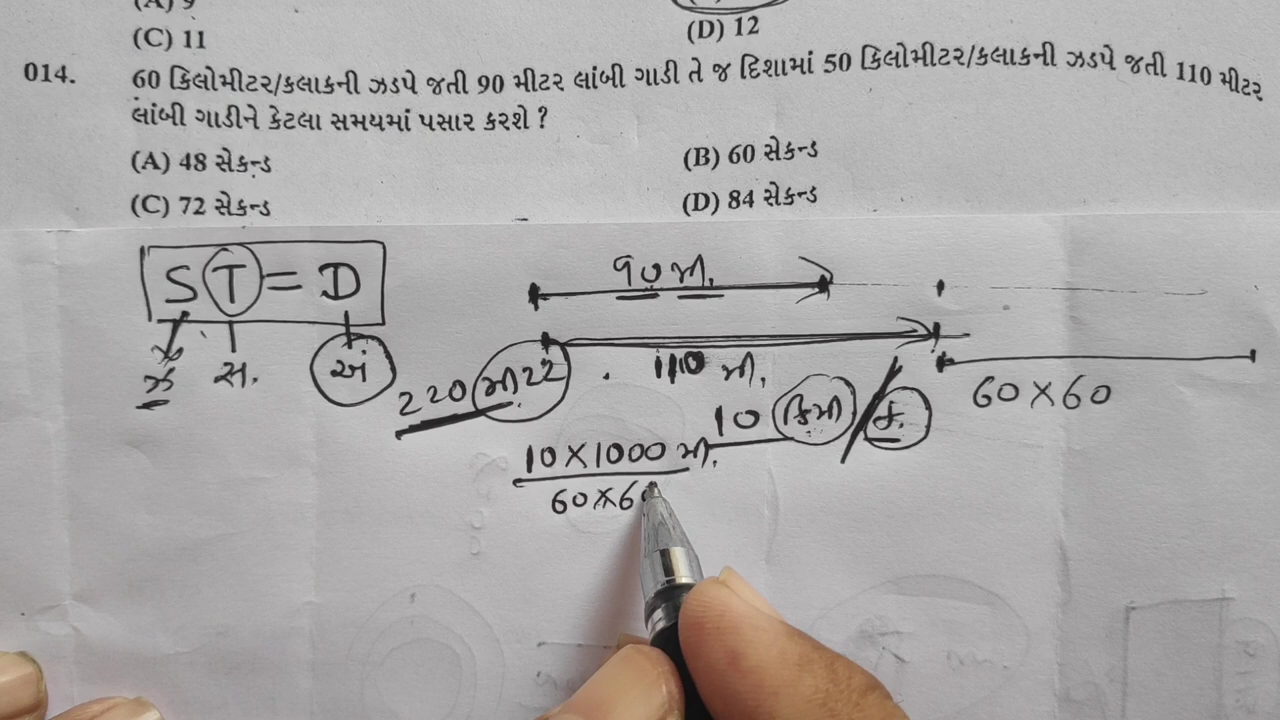 (A) 9
(C) 11
(D) 12
014. 60 કિલોમીટર/કલાકની ઝડપે જતી 90 મીટર લાંબી ગાડી તે જ દિશામાં 50 કિલોમીટર/કલાકની ઝડપે જતી 110 મીટર
લાંબી ગાડીને કેટલા સમયમાં પસાર કરશે ?
(A) 48 સેકન્ડ
(B) 60 સેકન્ડ
(C) 72 સેકન્ડ
(D) 84 સેકન્ડ
S T = D
90 મી.
110 મી.
ઝ સ. અં
220 મીટર
10 કિમી / ક.
60 X 60
10 X 1000 મી.
60 X 60